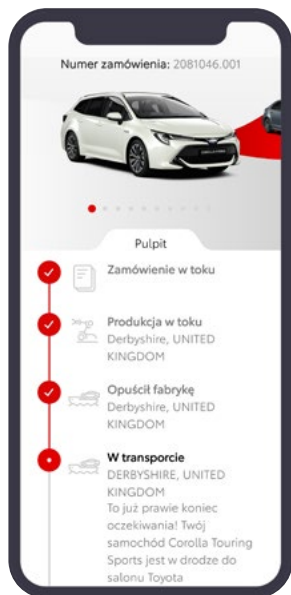 Numer zamówienia: 2081046.001
Pulpit
Zamówienie w toku
Produkcja w toku
Derbyshire, UNITED
KINGDOM
Opuścił fabrykę
Derbyshire, UNITED
KINGDOM
W transporcie
DERBYSHIRE, UNITED
KINGDOM
To już prawie koniec
oczekiwania! Twój
samochód Corolla Touring
Sports jest w drodze do
salonu Toyota